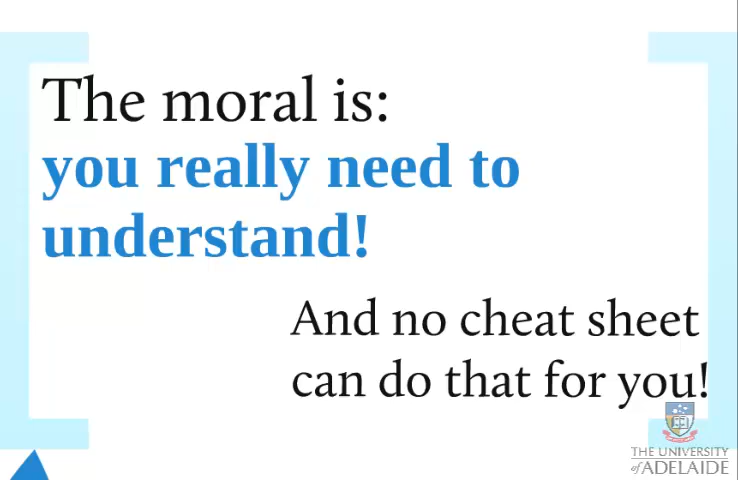 The moral is:
you really need to
understand!
And no cheat sheet
can do that for you!
THE UNIVERSITY
of ADELAIDE